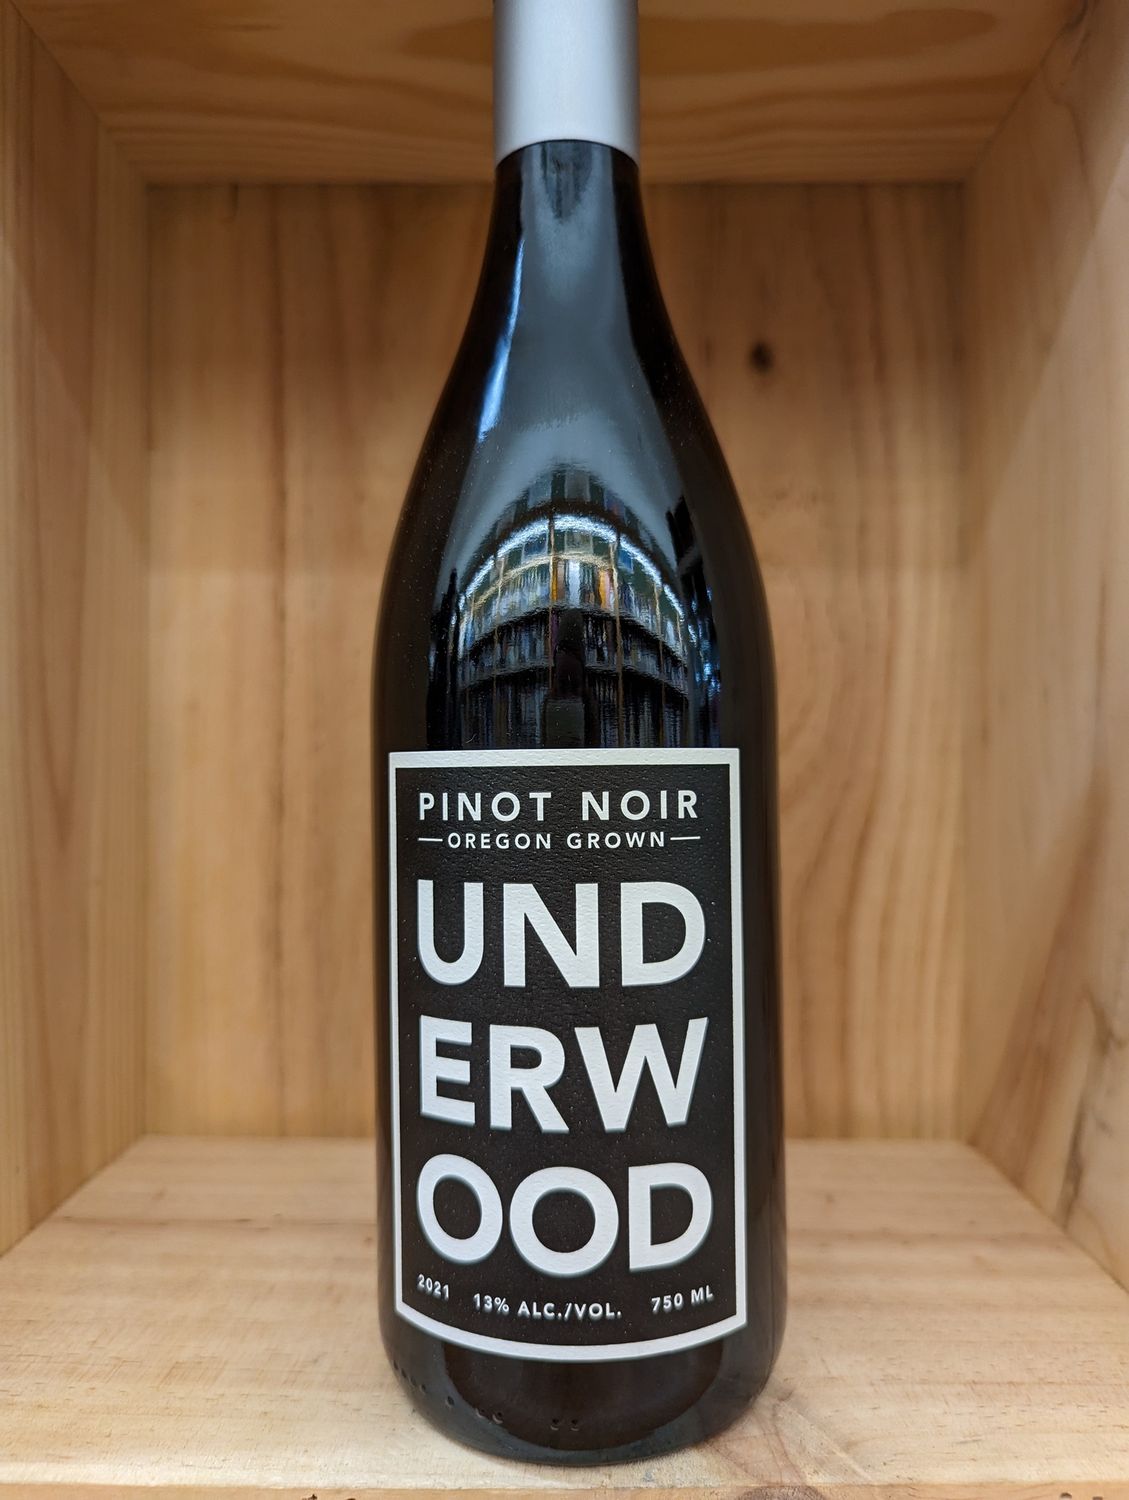 PINOT NOIR
OREGON GROWN
UND
ERW
OOD
2021 13% ALC./VOL. 750 ML